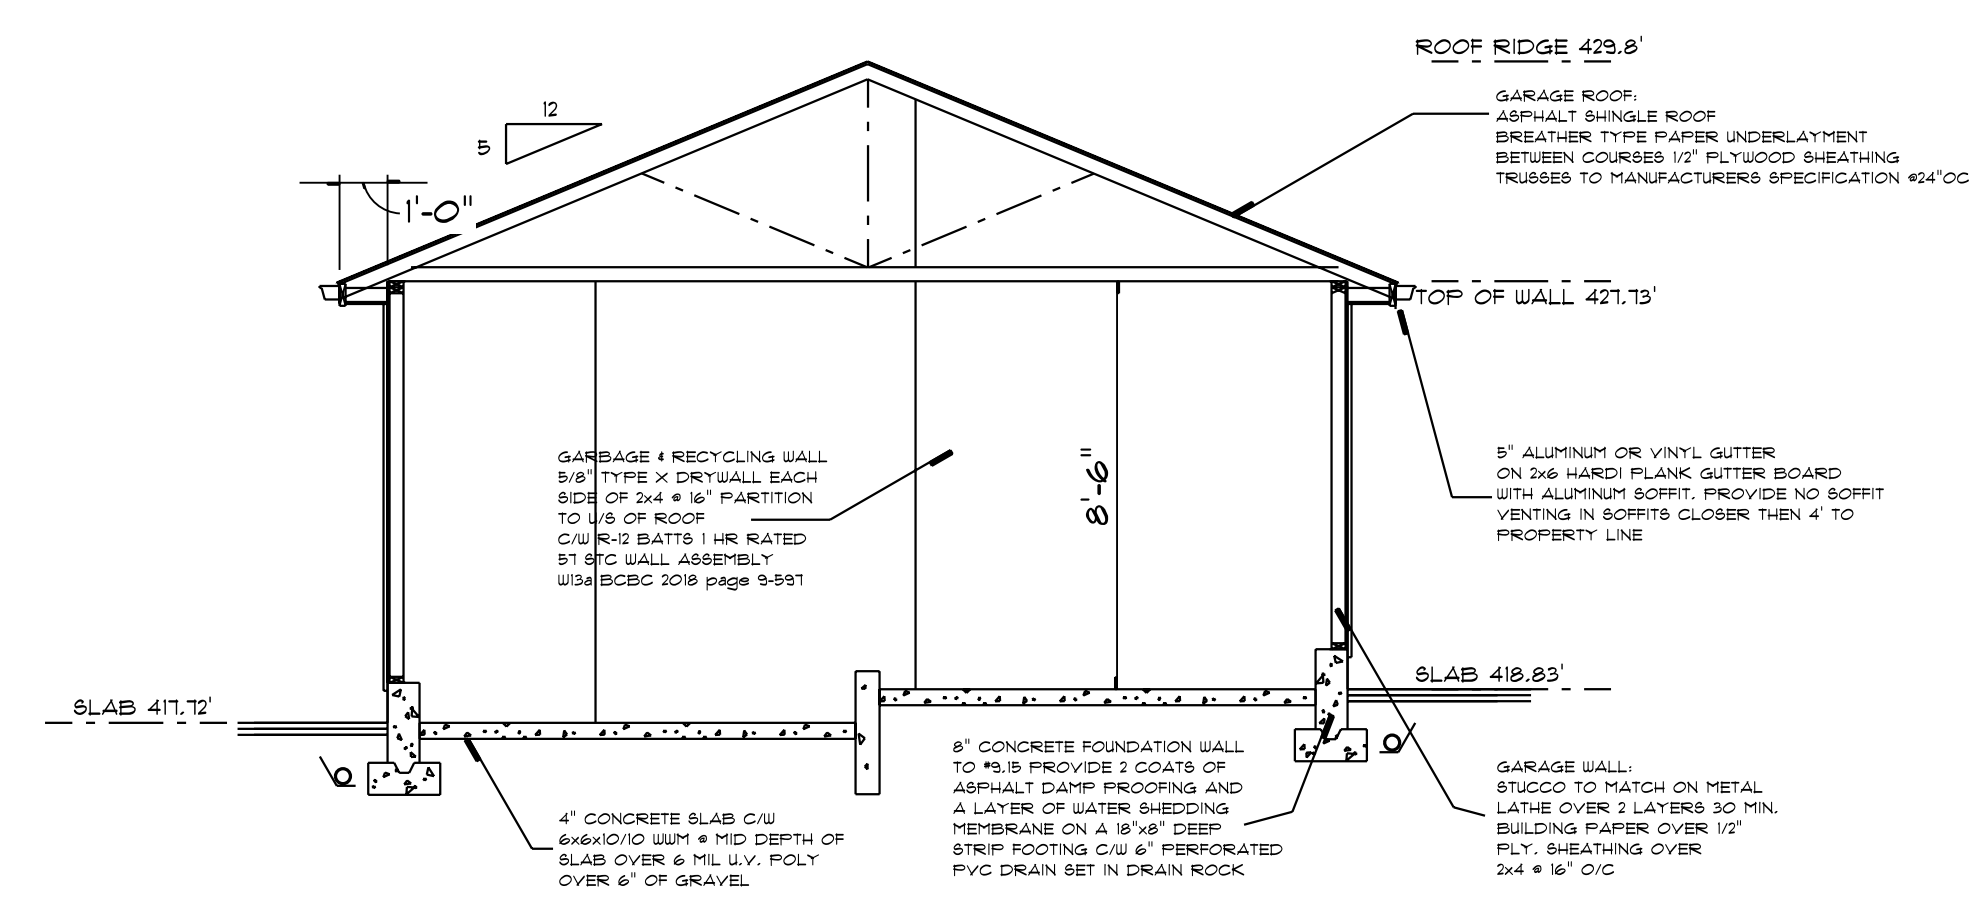 ROOF RIDGE 429.8'
GARAGE ROOF:
ASPHALT SHINGLE ROOF
BREATHER TYPE PAPER UNDERLAYMENT
BETWEEN COURSES 1/2" PLYWOOD SHEATHING
TRUSSES TO MANUFACTURERS SPECIFICATION @24"OC
12
5
1'-0"
TOP OF WALL 427.73'
GARBAGE & RECYCLING WALL
5/8" TYPE X DRYWALL EACH
SIDE OF 2x4 @ 16" PARTITION
TO U/S OF ROOF
C/W R-12 BATTS 1 HR RATED
57 STC WALL ASSEMBLY
W13a BCBC 2018 page 9-597
8'-6"
5" ALUMINUM OR VINYL GUTTER
ON 2x6 HARDI PLANK GUTTER BOARD
WITH ALUMINUM SOFFIT. PROVIDE NO SOFFIT
VENTING IN SOFFITS CLOSER THEN 4' TO
PROPERTY LINE
SLAB 417.72'
SLAB 418.83'
4" CONCRETE SLAB C/W
6x6x10/10 WWM @ MID DEPTH OF
SLAB OVER 6 MIL U.V. POLY
OVER 6" OF GRAVEL
8" CONCRETE FOUNDATION WALL
TO #9.15 PROVIDE 2 COATS OF
ASPHALT DAMP PROOFING AND
A LAYER OF WATER SHEDDING
MEMBRANE ON A 18"x8" DEEP
STRIP FOOTING C/W 6" PERFORATED
PVC DRAIN SET IN DRAIN ROCK
GARAGE WALL:
STUCCO TO MATCH ON METAL
LATHE OVER 2 LAYERS 30 MIN.
BUILDING PAPER OVER 1/2"
PLY. SHEATHING OVER
2x4 @ 16" O/C